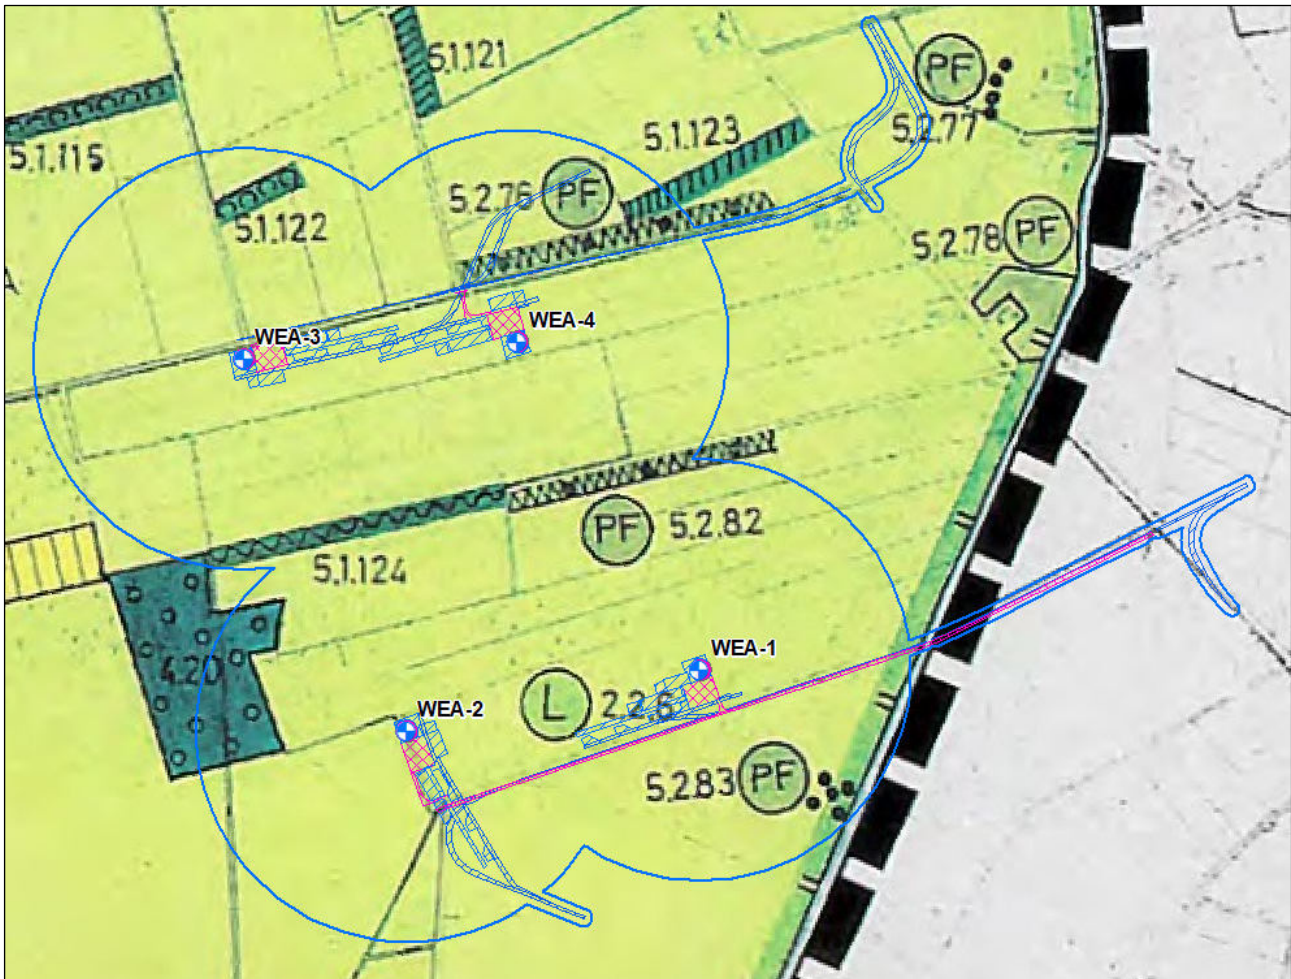 5.1.121
PF
5.1.123
5.2.77
5.1.115
5.2.76
PF
5.1.122
5.2.78
PF
WEA-3
WEA-4
PF
5.2.82
5.1.124
4.20
WEA-1
L
2.2.6
WEA-2
5.2.83
PF